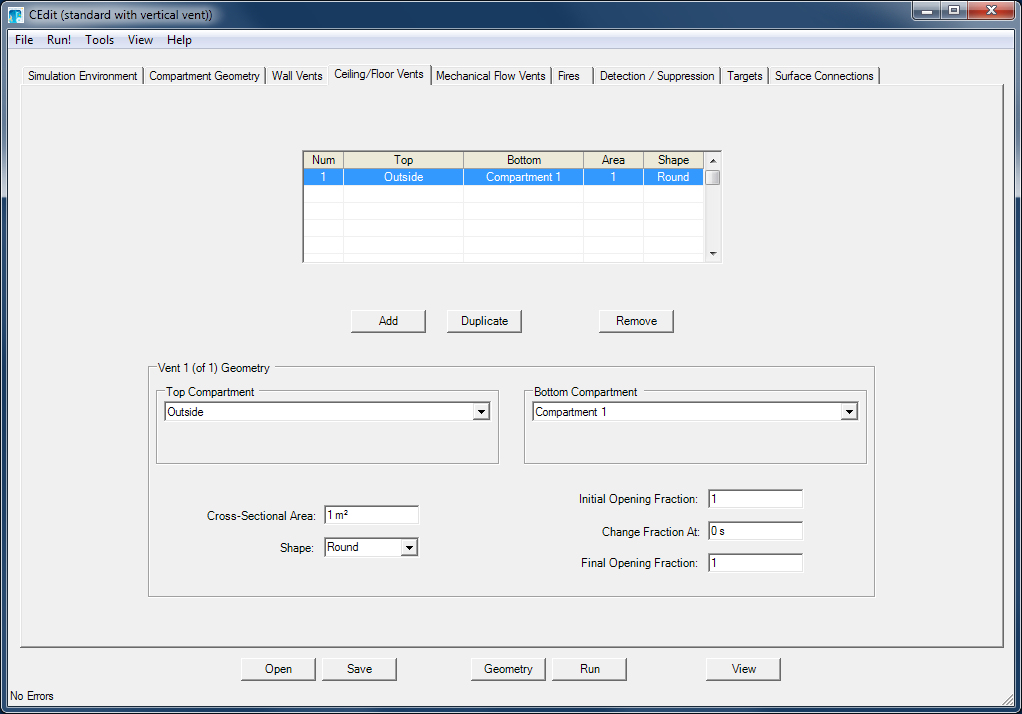 CEdit (standard with vertical vent))
File Run! Tools View Help
Simulation Environment Compartment Geometry Wall Vents Ceiling/Floor Vents Mechanical Flow Vents Fires Detection / Suppression Targets Surface Connections
Num Top Bottom Area Shape
1 Outside Compartment 1 1 Round
Add Duplicate Remove
Vent 1 (of 1) Geometry
Top Compartment Bottom Compartment
Outside Compartment 1
Initial Opening Fraction: 1
Cross-Sectional Area: 1 m²
Change Fraction At: 0 s
Shape: Round
Final Opening Fraction: 1
Open Save Geometry Run View
No Errors